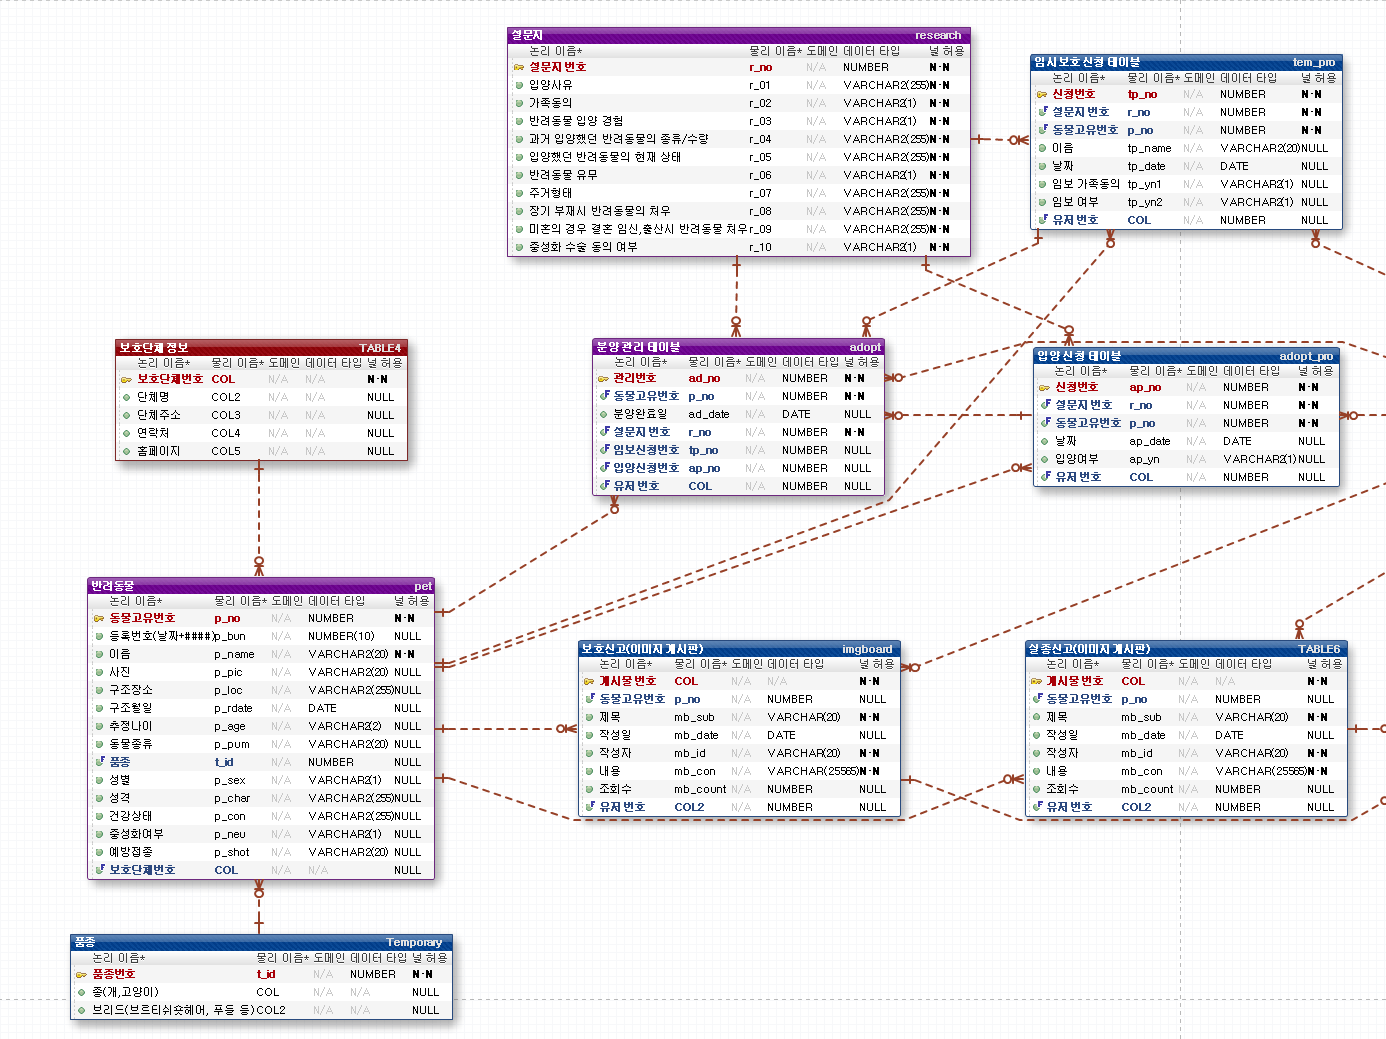 설문지 research
논리 이름* 물리 이름* 도메인 데이터 타입 널 허용
설문지 번호 r_no N/A NUMBER N-N
입양사유 r_01 N/A VARCHAR2(255) N-N
가족동의 r_02 N/A VARCHAR2(1) N-N
반려동물 입양 경험 r_03 N/A VARCHAR2(1) N-N
과거 입양했던 반려동물의 종류/수량 r_04 N/A VARCHAR2(255) N-N
입양했던 반려동물의 현재 상태 r_05 N/A VARCHAR2(255) N-N
반려동물 유무 r_06 N/A VARCHAR2(1) N-N
주거형태 r_07 N/A VARCHAR2(255) N-N
장기 부재시 반려동물의 처우 r_08 N/A VARCHAR2(255) N-N
미혼의 경우 결혼 임신,출산시 반려동물 처우 r_09 N/A VARCHAR2(255) N-N
중성화 수술 동의 여부 r_10 N/A VARCHAR2(1) N-N
임시보호 신청 테이블 tem_pro
논리 이름* 물리 이름* 도메인 데이터 타입 널 허용
신청번호 tp_no N/A NUMBER N-N
설문지 번호 r_no N/A NUMBER N-N
동물고유번호 p_no N/A NUMBER N-N
이름 tp_name N/A VARCHAR2(20) NULL
날짜 tp_date N/A DATE NULL
임보 가족동의 tp_yn1 N/A VARCHAR2(1) NULL
임보 여부 tp_yn2 N/A VARCHAR2(1) NULL
유저 번호 COL N/A NUMBER NULL
보호단체 정보 TABLE4
논리 이름* 물리 이름* 도메인 데이터 타입 널 허용
보호단체번호 COL N/A N/A N-N
단체명 COL2 N/A N/A NULL
단체주소 COL3 N/A N/A NULL
연락처 COL4 N/A N/A NULL
홈페이지 COL5 N/A N/A NULL
분양 관리 테이블 adopt
논리 이름* 물리 이름* 도메인 데이터 타입 널 허용
관리번호 ad_no N/A NUMBER N-N
동물고유번호 p_no N/A NUMBER N-N
분양완료일 ad_date N/A DATE NULL
설문지 번호 r_no N/A NUMBER N-N
임보신청번호 tp_no N/A NUMBER NULL
입양신청번호 ap_no N/A NUMBER NULL
유저 번호 COL N/A NUMBER NULL
입양 신청 테이블 adopt_pro
논리 이름* 물리 이름* 도메인 데이터 타입 널 허용
신청번호 ap_no N/A NUMBER N-N
설문지 번호 r_no N/A NUMBER N-N
동물고유번호 p_no N/A NUMBER N-N
날짜 ap_date N/A DATE NULL
입양여부 ap_yn N/A VARCHAR2(1) NULL
유저 번호 COL N/A NUMBER NULL
반려동물 pet
논리 이름* 물리 이름* 도메인 데이터 타입 널 허용
동물고유번호 p_no N/A NUMBER N-N
등록번호(날짜+####) p_bun N/A NUMBER(10) NULL
이름 p_name N/A VARCHAR2(20) N-N
사진 p_pic N/A VARCHAR2(20) NULL
구조장소 p_loc N/A VARCHAR2(255) NULL
구조월일 p_rdate N/A DATE NULL
추정나이 p_age N/A VARCHAR2(2) NULL
동물종류 p_pum N/A VARCHAR2(20) NULL
품종 t_id N/A NUMBER NULL
성별 p_sex N/A VARCHAR2(1) NULL
성격 p_char N/A VARCHAR2(255) NULL
건강상태 p_con N/A VARCHAR2(255) NULL
중성화여부 p_neu N/A VARCHAR2(1) NULL
예방접종 p_shot N/A VARCHAR2(20) NULL
보호단체번호 COL N/A N/A NULL
보호신고(이미지 게시판) imgboard
논리 이름* 물리 이름* 도메인 데이터 타입 널 허용
게시물 번호 COL N/A N/A N-N
동물고유번호 p_no N/A NUMBER NULL
제목 mb_sub N/A VARCHAR(20) N-N
작성일 mb_date N/A DATE NULL
작성자 mb_id N/A VARCHAR(20) N-N
내용 mb_con N/A VARCHAR(25565) N-N
조회수 mb_count N/A NUMBER NULL
유저 번호 COL2 N/A NUMBER NULL
실종신고(이미지 게시판) TABLE6
논리 이름* 물리 이름* 도메인 데이터 타입 널 허용
게시물 번호 COL N/A N/A N-N
동물고유번호 p_no N/A NUMBER NULL
제목 mb_sub N/A VARCHAR(20) N-N
작성일 mb_date N/A DATE NULL
작성자 mb_id N/A VARCHAR(20) N-N
내용 mb_con N/A VARCHAR(25565) N-N
조회수 mb_count N/A NUMBER NULL
유저 번호 COL2 N/A NUMBER NULL
품종 Temporary
논리 이름* 물리 이름* 도메인 데이터 타입 널 허용
품종번호 t_id N/A NUMBER N-N
종(개,고양이) COL N/A N/A NULL
브리드(브르티쉬숏헤어, 푸들 등) COL2 N/A N/A NULL